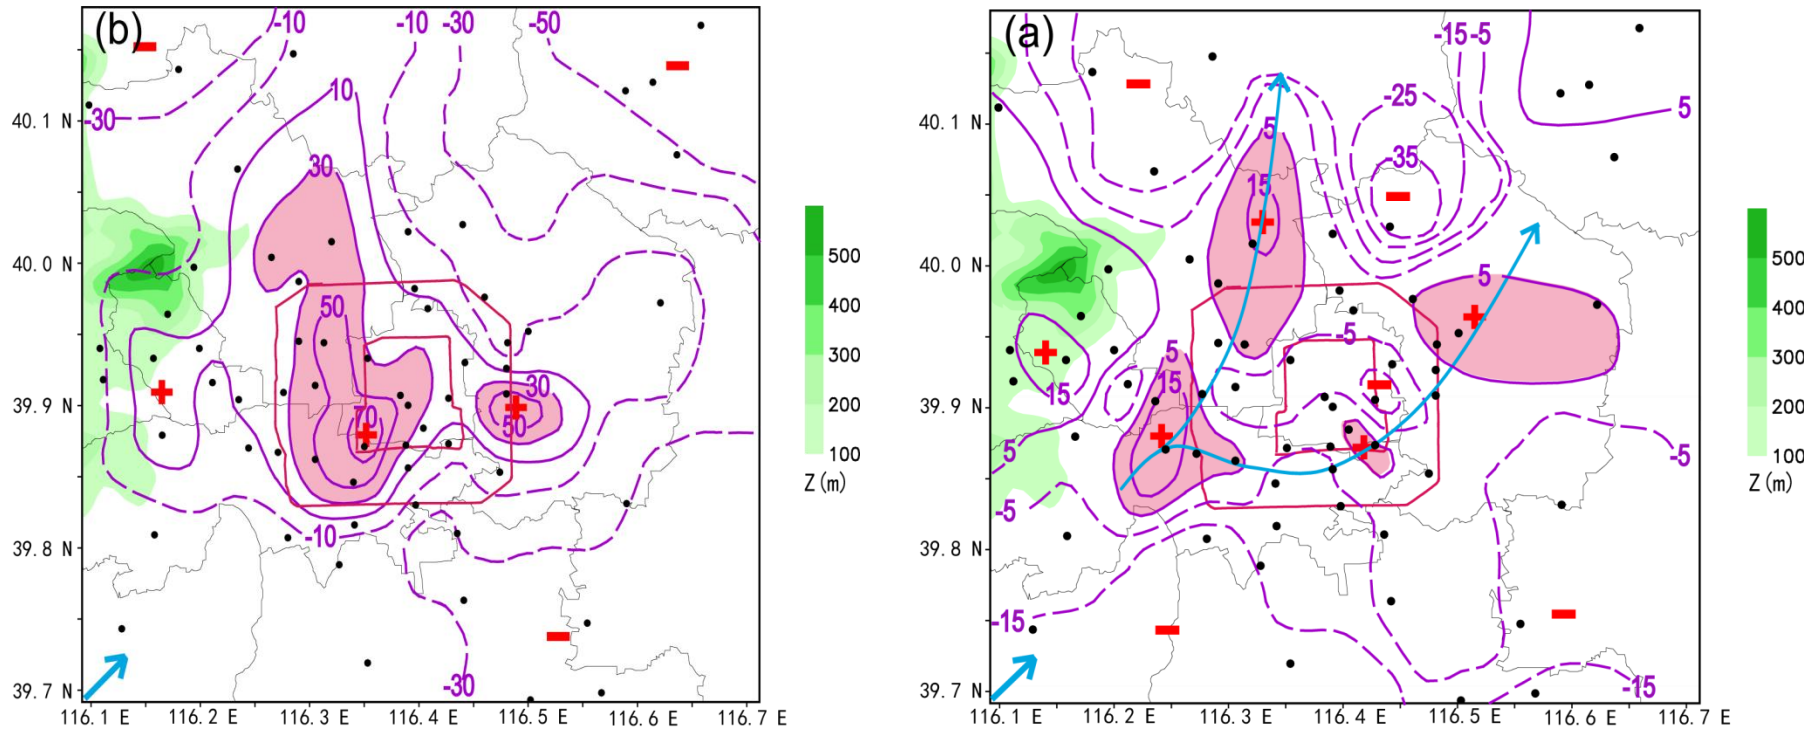 (b)
-10
-10
-30
-50
-30
10
30
50
70
30
50
-10
-30
40.1 N
40.0 N
39.9 N
39.8 N
39.7 N
116.1 E
116.2 E
116.3 E
116.4 E
116.5 E
116.6 E
116.7 E
500
400
300
200
100
Z(m)
(a)
-15
-5
-25
5
-35
5
15
5
-5
5
15
15
5
-5
-5
-15
-15
40.1 N
40.0 N
39.9 N
39.8 N
39.7 N
116.1 E
116.2 E
116.3 E
116.4 E
116.5 E
116.6 E
116.7 E
500
400
300
200
100
Z(m)